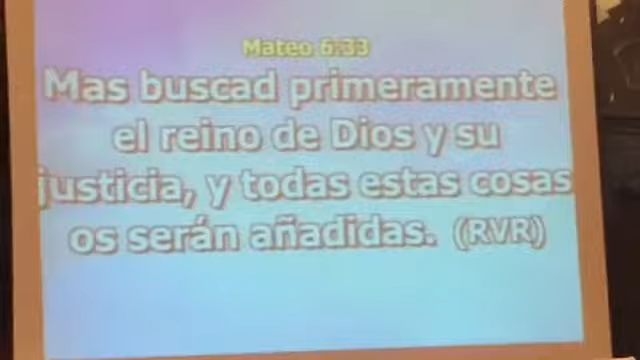 Mateo 6:33
Mas buscad primeramente
el reino de Dios y su
justicia, y todas estas cosas
os serán añadidas. (RVR)